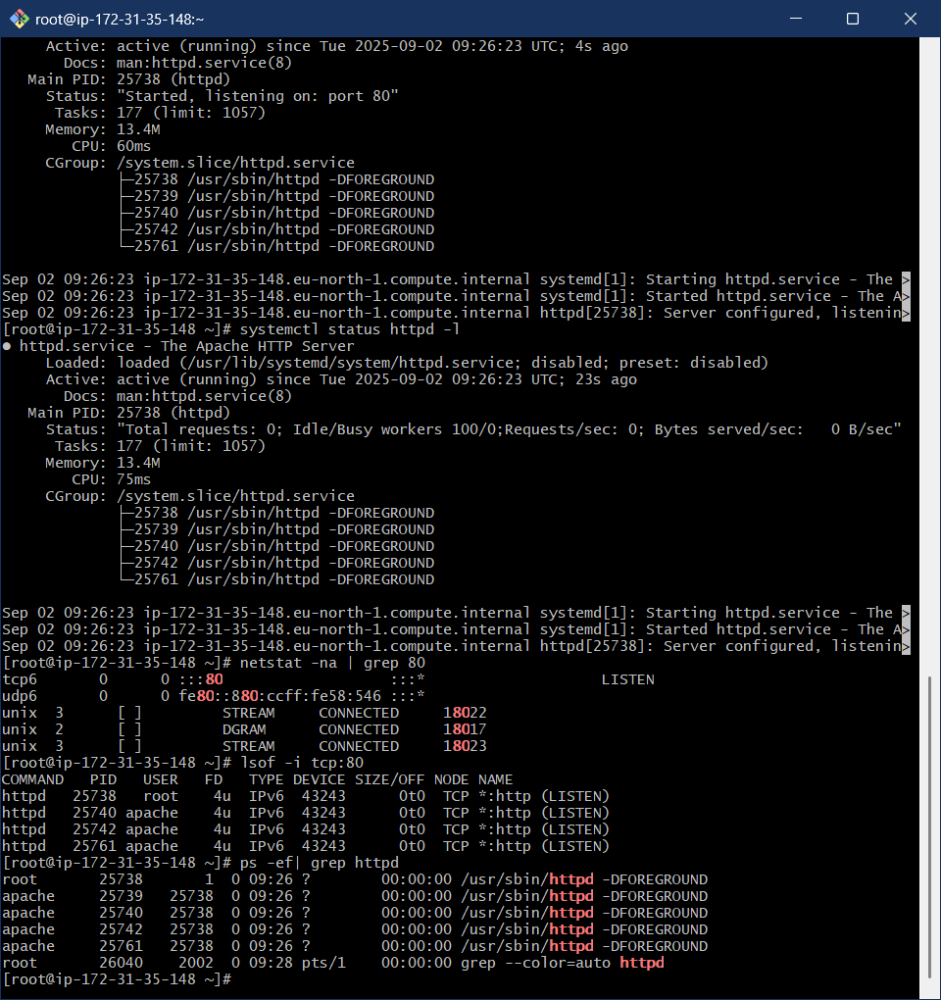 root@ip-172-31-35-148:~
     Active: active (running) since Tue 2025-09-02 09:26:23 UTC; 4s ago
       Docs: man:httpd.service(8)
   Main PID: 25738 (httpd)
     Status: "Started, listening on: port 80"
      Tasks: 177 (limit: 1057)
     Memory: 13.4M
        CPU: 60ms
     CGroup: /system.slice/httpd.service
             ├─25738 /usr/sbin/httpd -DFOREGROUND
             ├─25739 /usr/sbin/httpd -DFOREGROUND
             ├─25740 /usr/sbin/httpd -DFOREGROUND
             ├─25742 /usr/sbin/httpd -DFOREGROUND
             └─25761 /usr/sbin/httpd -DFOREGROUND
Sep 02 09:26:23 ip-172-31-35-148.eu-north-1.compute.internal systemd[1]: Starting httpd.service - The >
Sep 02 09:26:23 ip-172-31-35-148.eu-north-1.compute.internal systemd[1]: Started httpd.service - The A>
Sep 02 09:26:23 ip-172-31-35-148.eu-north-1.compute.internal httpd[25738]: Server configured, listenin>
[root@ip-172-31-35-148 ~]# systemctl status httpd -l
● httpd.service - The Apache HTTP Server
     Loaded: loaded (/usr/lib/systemd/system/httpd.service; disabled; preset: disabled)
     Active: active (running) since Tue 2025-09-02 09:26:23 UTC; 23s ago
       Docs: man:httpd.service(8)
   Main PID: 25738 (httpd)
     Status: "Total requests: 0; Idle/Busy workers 100/0;Requests/sec: 0; Bytes served/sec:   0 B/sec"
      Tasks: 177 (limit: 1057)
     Memory: 13.4M
        CPU: 75ms
     CGroup: /system.slice/httpd.service
             ├─25738 /usr/sbin/httpd -DFOREGROUND
             ├─25739 /usr/sbin/httpd -DFOREGROUND
             ├─25740 /usr/sbin/httpd -DFOREGROUND
             ├─25742 /usr/sbin/httpd -DFOREGROUND
             └─25761 /usr/sbin/httpd -DFOREGROUND
Sep 02 09:26:23 ip-172-31-35-148.eu-north-1.compute.internal systemd[1]: Starting httpd.service - The >
Sep 02 09:26:23 ip-172-31-35-148.eu-north-1.compute.internal systemd[1]: Started httpd.service - The A>
Sep 02 09:26:23 ip-172-31-35-148.eu-north-1.compute.internal httpd[25738]: Server configured, listenin>
[root@ip-172-31-35-148 ~]# netstat -na | grep 80
tcp6       0      0 :::80                   :::*                    LISTEN
udp6       0      0 fe80::880:ccff:fe58:546 :::*
unix  3      [ ]         STREAM     CONNECTED     18022
unix  2      [ ]         DGRAM      CONNECTED     18017
unix  3      [ ]         STREAM     CONNECTED     18023
[root@ip-172-31-35-148 ~]# lsof -i tcp:80
COMMAND   PID   USER   FD   TYPE DEVICE SIZE/OFF NODE NAME
httpd   25738   root    4u  IPv6  43243      0t0  TCP *:http (LISTEN)
httpd   25740 apache    4u  IPv6  43243      0t0  TCP *:http (LISTEN)
httpd   25742 apache    4u  IPv6  43243      0t0  TCP *:http (LISTEN)
httpd   25761 apache    4u  IPv6  43243      0t0  TCP *:http (LISTEN)
[root@ip-172-31-35-148 ~]# ps -ef| grep httpd
root       25738       1  0 09:26 ?        00:00:00 /usr/sbin/httpd -DFOREGROUND
apache     25739   25738  0 09:26 ?        00:00:00 /usr/sbin/httpd -DFOREGROUND
apache     25740   25738  0 09:26 ?        00:00:00 /usr/sbin/httpd -DFOREGROUND
apache     25742   25738  0 09:26 ?        00:00:00 /usr/sbin/httpd -DFOREGROUND
apache     25761   25738  0 09:26 ?        00:00:00 /usr/sbin/httpd -DFOREGROUND
root       26040    2002  0 09:28 pts/1    00:00:00 grep --color=auto httpd
[root@ip-172-31-35-148 ~]#